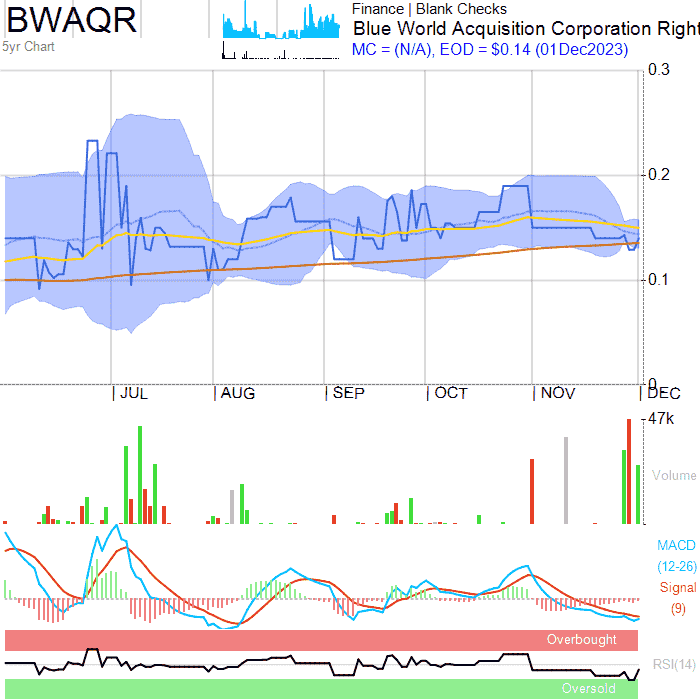 BWAQR
5yr Chart
Finance | Blank Checks
Blue World Acquisition Corporation Right
MC = (N/A), EOD = $0.14 (01Dec2023)
0.3
0.2
0.1
0
JUL
AUG
SEP
OCT
NOV
DEC
47k
Volume
MACD
(12-26)
Signal
(9)
Overbought
RSI(14)
Oversold